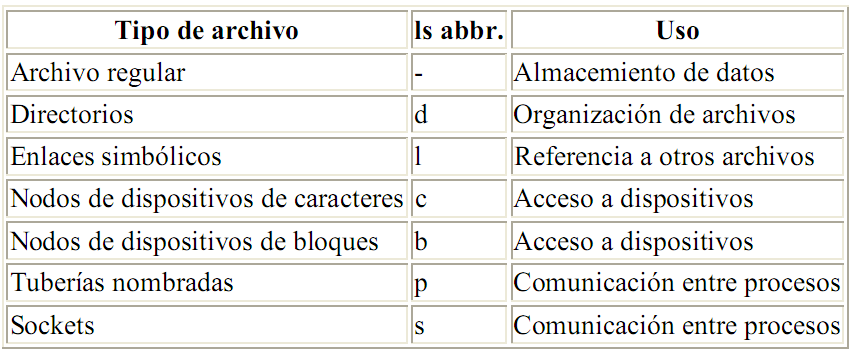 Tipo de archivo ls abbr. Uso
Archivo regular - Almacemiento de datos
Directorios d Organización de archivos
Enlaces simbólicos l Referencia a otros archivos
Nodos de dispositivos de caracteres c Acceso a dispositivos
Nodos de dispositivos de bloques b Acceso a dispositivos
Tuberías nombradas p Comunicación entre procesos
Sockets s Comunicación entre procesos